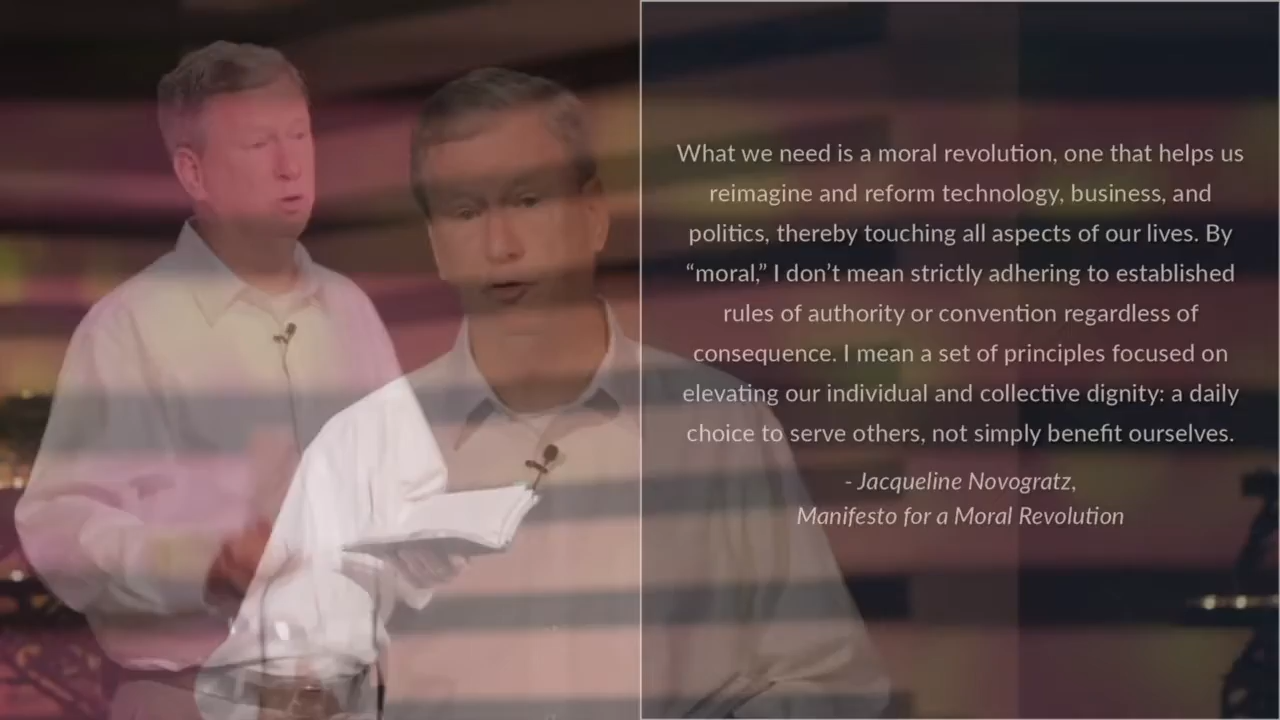 What we need is a moral revolution, one that helps us
reimagine and reform technology, business, and
politics, thereby touching all aspects of our lives. By
“moral,” I don’t mean strictly adhering to established
rules of authority or convention regardless of
consequence. I mean a set of principles focused on
elevating our individual and collective dignity: a daily
choice to serve others, not simply benefit ourselves.
- Jacqueline Novogratz,
Manifesto for a Moral Revolution